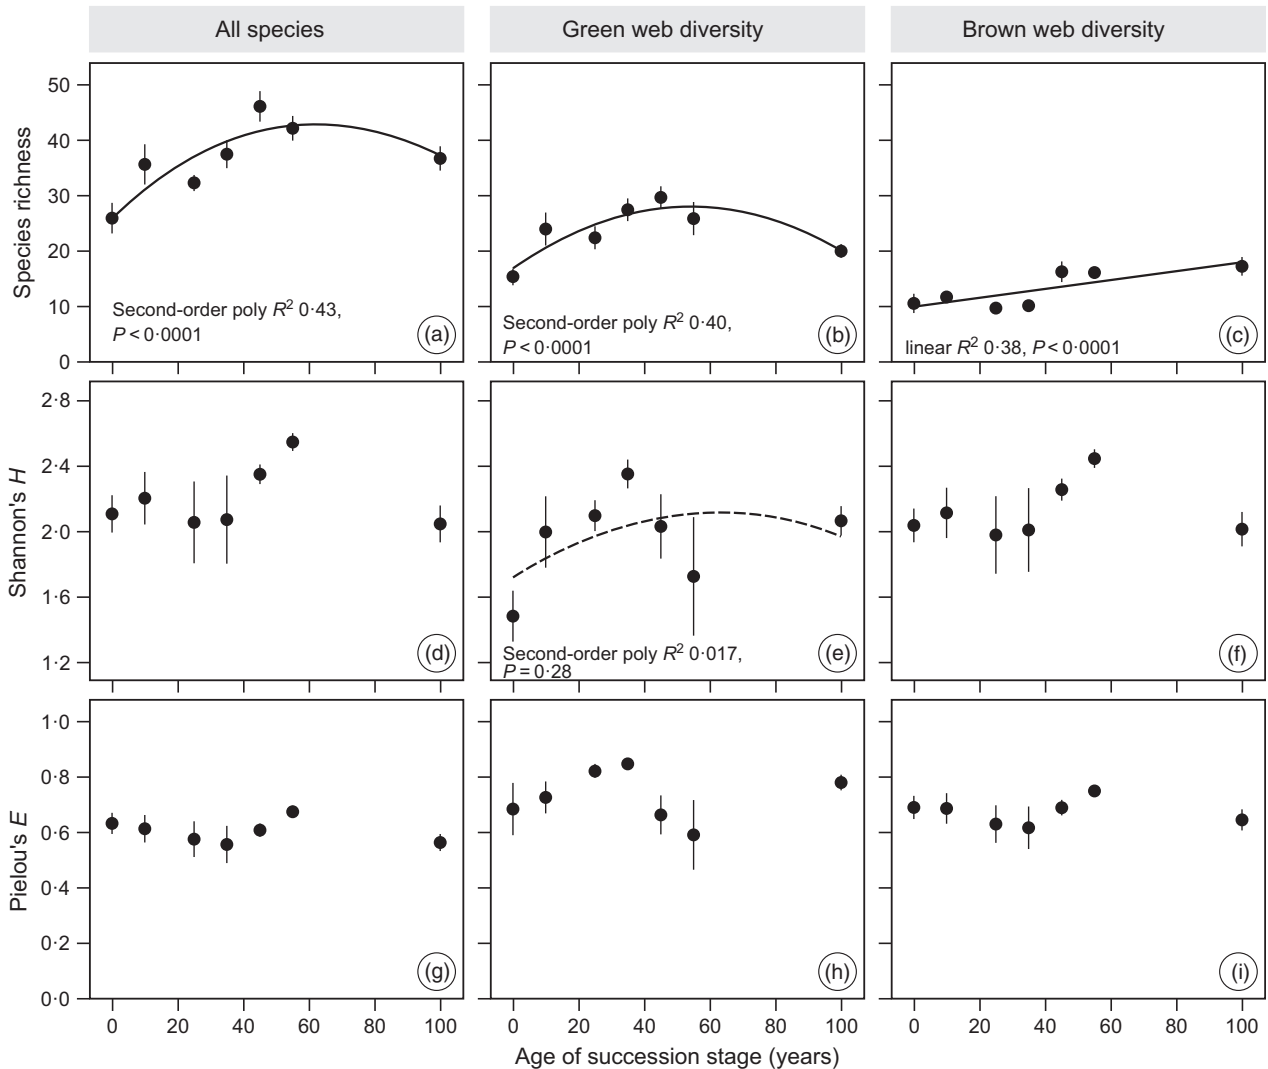 All species
Green web diversity
Brown web diversity
Species richness
50
40
30
20
10
0
Second-order poly R² 0·43,
P < 0·0001
(a)
Second-order poly R² 0·40,
P < 0·0001
(b)
linear R² 0·38, P < 0·0001
(c)
Shannon's H
2·8
2·4
2·0
1·6
1·2
(d)
Second-order poly R² 0·017,
P = 0·28
(e)
(f)
Pielou's E
1·0
0·8
0·6
0·4
0·2
0·0
(g)
(h)
(i)
0 20 40 60 80 100
0 20 40 60 80 100
0 20 40 60 80 100
Age of succession stage (years)